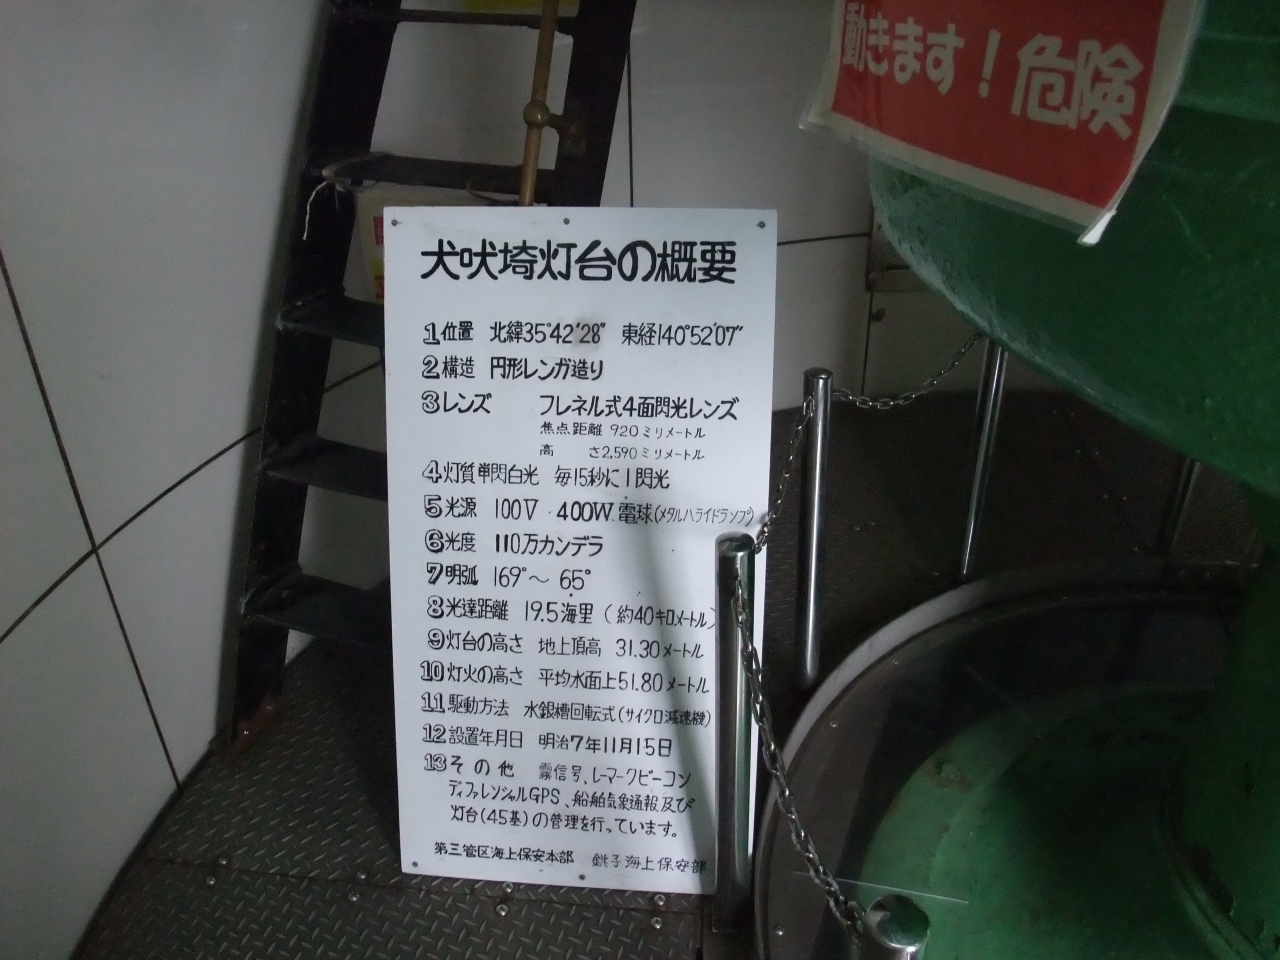 動きます！危険
犬吠埼灯台の概要
1 位置 北緯35°42′28″ 東経140°52′07″
2 構造 円形レンガ造り
3 レンズ フレネル式4面閃光レンズ
焦点距離 920ミリメートル
高 さ2,590ミリメートル
4 灯質 単閃白光 毎15秒に1閃光
5 光源 100V・400W電球(メタルハライドランプ)
6 光度 110万カンデラ
7 明弧 169°～65°
8 光達距離 19.5海里(約40キロメートル)
9 灯台の高さ 地上頂高 31.30メートル
10 灯火の高さ 平均水面上51.80メートル
11 駆動方法 水銀槽回転式(サイクロ減速機)
12 設置年月日 明治7年11月15日
13 その他 霧信号、レーマークビーコン
ディファレンシャルGPS、船舶気象通報及び
灯台(45基)の管理を行っています。
第三管区海上保安本部 銚子海上保安部